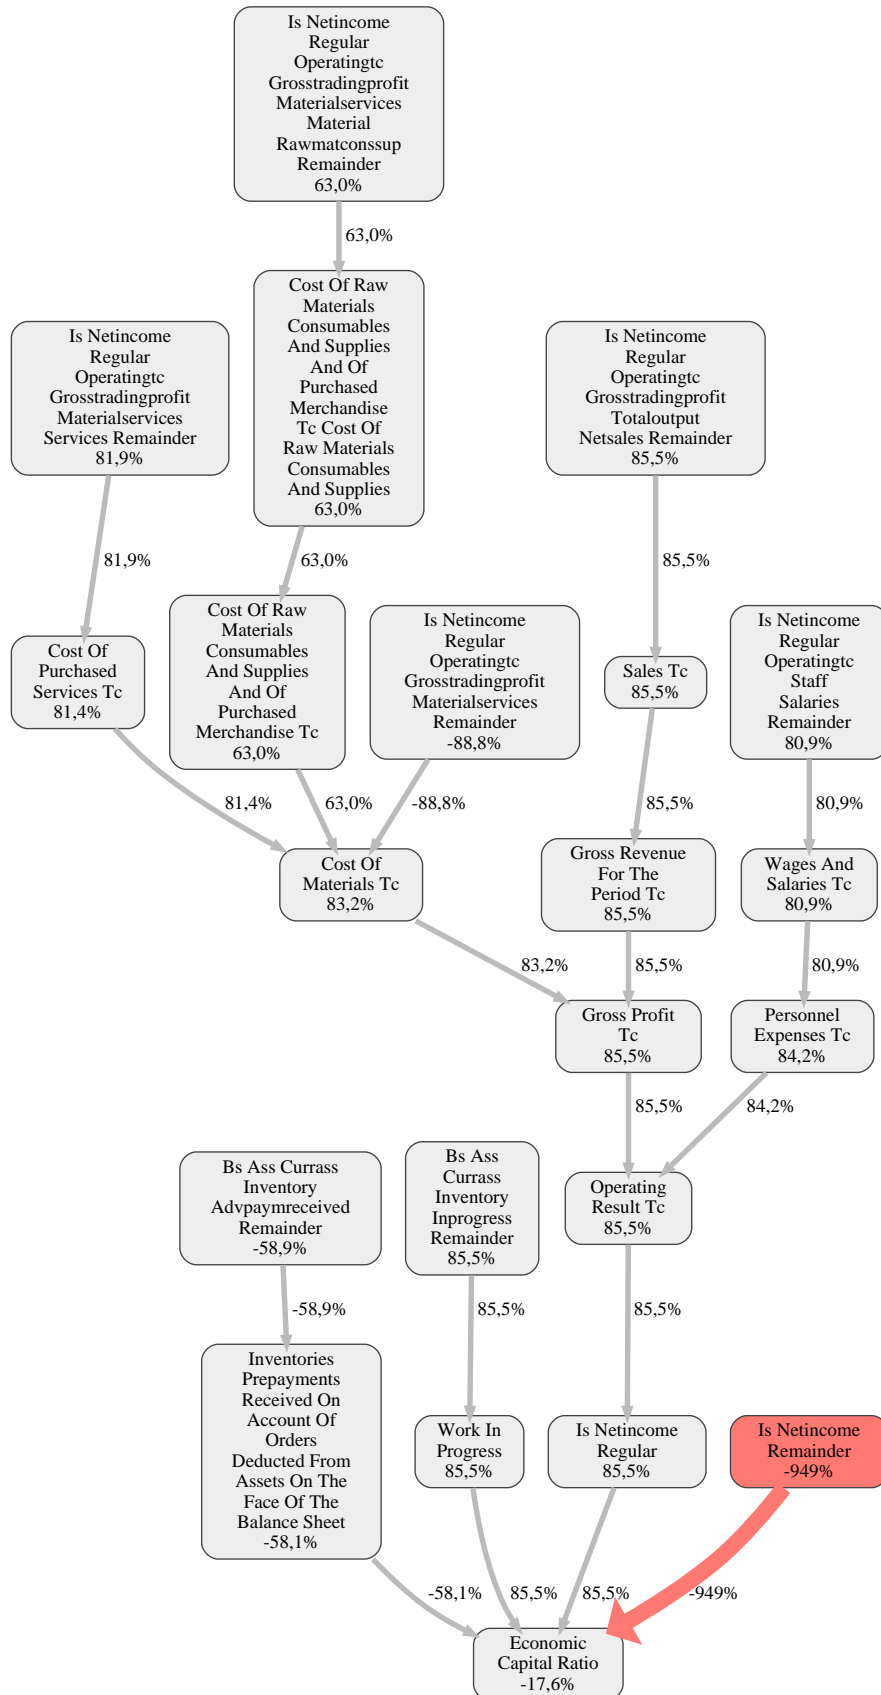 Is Netincome
Regular
Operatingtc
Grosstradingprofit
Materialservices
Material
Rawmatconssup
Remainder
63,0%
63,0%
Cost Of Raw
Materials
Consumables
And Supplies
And Of
Purchased
Merchandise
Tc Cost Of
Raw Materials
Consumables
And Supplies
63,0%
Is Netincome
Regular
Operatingtc
Grosstradingprofit
Materialservices
Services Remainder
81,9%
Is Netincome
Regular
Operatingtc
Grosstradingprofit
Totaloutput
Netsales Remainder
85,5%
81,9%
63,0%
85,5%
Cost Of
Purchased
Services Tc
81,4%
Cost Of Raw
Materials
Consumables
And Supplies
And Of
Purchased
Merchandise Tc
63,0%
Is Netincome
Regular
Operatingtc
Grosstradingprofit
Materialservices
Remainder
-88,8%
Sales Tc
85,5%
Is Netincome
Regular
Operatingtc
Staff
Salaries
Remainder
80,9%
81,4%
63,0%
-88,8%
85,5%
80,9%
Cost Of
Materials Tc
83,2%
Gross Revenue
For The
Period Tc
85,5%
Wages And
Salaries Tc
80,9%
83,2%
85,5%
80,9%
Gross Profit
Tc
85,5%
Personnel
Expenses Tc
84,2%
85,5%
84,2%
Bs Ass Currass
Inventory
Advpaymreceived
Remainder
-58,9%
Bs Ass
Currass
Inventory
Inprogress
Remainder
85,5%
Operating
Result Tc
85,5%
-58,9%
85,5%
85,5%
Inventories
Prepayments
Received On
Account Of
Orders
Deducted From
Assets On The
Face Of The
Balance Sheet
-58,1%
Work In
Progress
85,5%
Is Netincome
Regular
85,5%
Is Netincome
Remainder
-949%
-58,1%
85,5%
85,5%
-949%
Economic
Capital Ratio
-17,6%